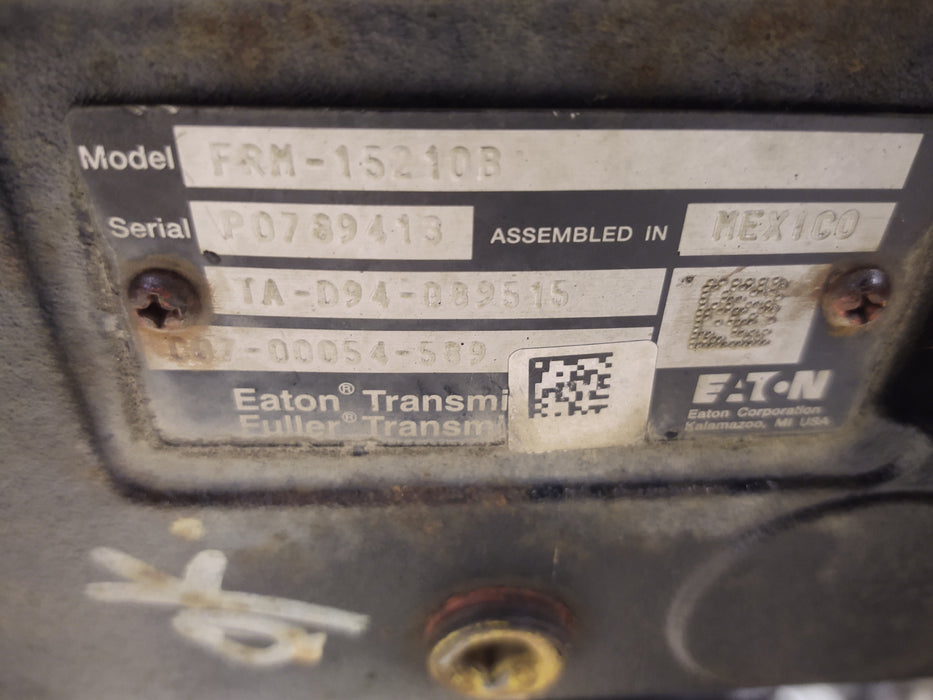 Model FRM-15210B
Serial P0789413 ASSEMBLED IN MEXICO
TA-D94-089515
007-00054-589
Eaton® Transmi
Fuller® Transmi
EATON
Eaton Corporation
Kalamazoo, MI USA